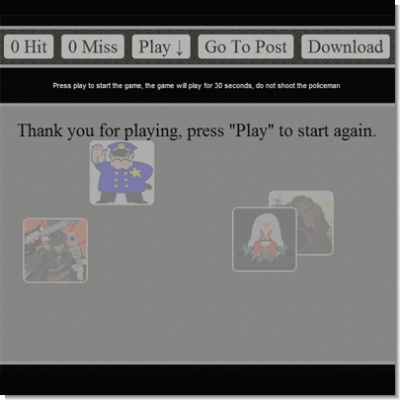 0 Hit 0 Miss Play ↓ Go To Post Download
Press play to start the game, the game will play for 30 seconds, do not shoot the policeman
Thank you for playing, press "Play" to start again.